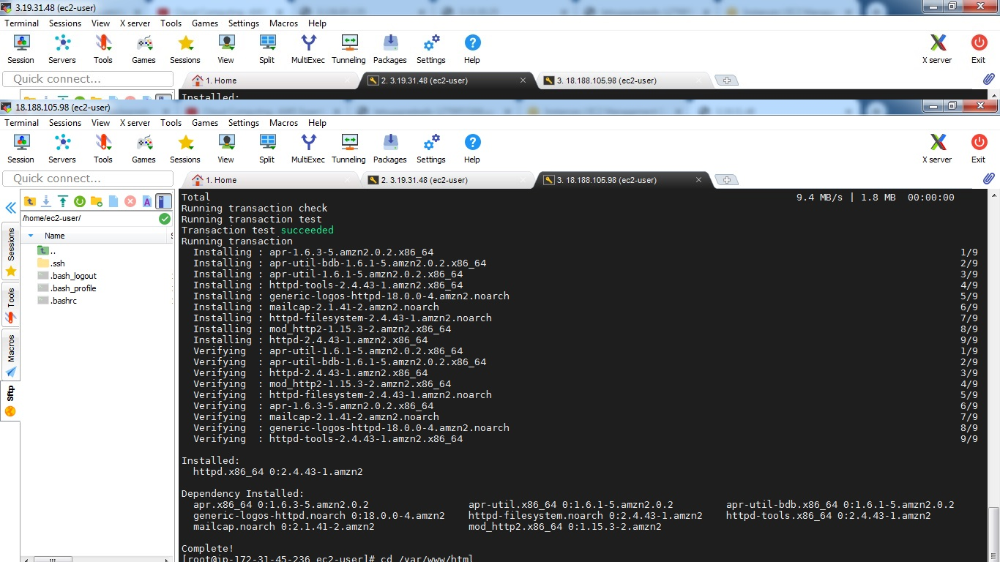 3.19.31.48 (ec2-user)
Terminal Sessions View X server Tools Games Settings Macros Help
Session Servers Tools Games Sessions View Split MultiExec Tunneling Packages Settings Help X server Exit
Quick connect...
1. Home
2. 3.19.31.48 (ec2-user)
3. 18.188.105.98 (ec2-user)
Installed:
18.188.105.98 (ec2-user)
Terminal Sessions View X server Tools Games Settings Macros Help
Session Servers Tools Games Sessions View Split MultiExec Tunneling Packages Settings Help X server Exit
Quick connect...
1. Home
2. 3.19.31.48 (ec2-user)
3. 18.188.105.98 (ec2-user)
/home/ec2-user/
Name
..
.ssh
.bash_logout
.bash_profile
.bashrc
Sessions
Tools
Macros
Sftp
Total 9.4 MB/s | 1.8 MB 00:00:00
Running transaction check
Running transaction test
Transaction test succeeded
Running transaction
Installing : apr-1.6.3-5.amzn2.0.2.x86_64 1/9
Installing : apr-util-bdb-1.6.1-5.amzn2.0.2.x86_64 2/9
Installing : apr-util-1.6.1-5.amzn2.0.2.x86_64 3/9
Installing : httpd-tools-2.4.43-1.amzn2.x86_64 4/9
Installing : generic-logos-httpd-18.0.0-4.amzn2.noarch 5/9
Installing : mailcap-2.1.41-2.amzn2.noarch 6/9
Installing : httpd-filesystem-2.4.43-1.amzn2.noarch 7/9
Installing : mod_http2-1.15.3-2.amzn2.x86_64 8/9
Installing : httpd-2.4.43-1.amzn2.x86_64 9/9
Verifying : apr-util-1.6.1-5.amzn2.0.2.x86_64 1/9
Verifying : apr-util-bdb-1.6.1-5.amzn2.0.2.x86_64 2/9
Verifying : httpd-2.4.43-1.amzn2.x86_64 3/9
Verifying : mod_http2-1.15.3-2.amzn2.x86_64 4/9
Verifying : httpd-filesystem-2.4.43-1.amzn2.noarch 5/9
Verifying : apr-1.6.3-5.amzn2.0.2.x86_64 6/9
Verifying : mailcap-2.1.41-2.amzn2.noarch 7/9
Verifying : generic-logos-httpd-18.0.0-4.amzn2.noarch 8/9
Verifying : httpd-tools-2.4.43-1.amzn2.x86_64 9/9
Installed:
httpd.x86_64 0:2.4.43-1.amzn2
Dependency Installed:
apr.x86_64 0:1.6.3-5.amzn2.0.2 apr-util.x86_64 0:1.6.1-5.amzn2.0.2 apr-util-bdb.x86_64 0:1.6.1-5.amzn2.0.2
generic-logos-httpd.noarch 0:18.0.0-4.amzn2 httpd-filesystem.noarch 0:2.4.43-1.amzn2 httpd-tools.x86_64 0:2.4.43-1.amzn2
mailcap.noarch 0:2.1.41-2.amzn2 mod_http2.x86_64 0:1.15.3-2.amzn2
Complete!
[root@ip-172-31-45-236 ec2-user]# cd /var/www/html